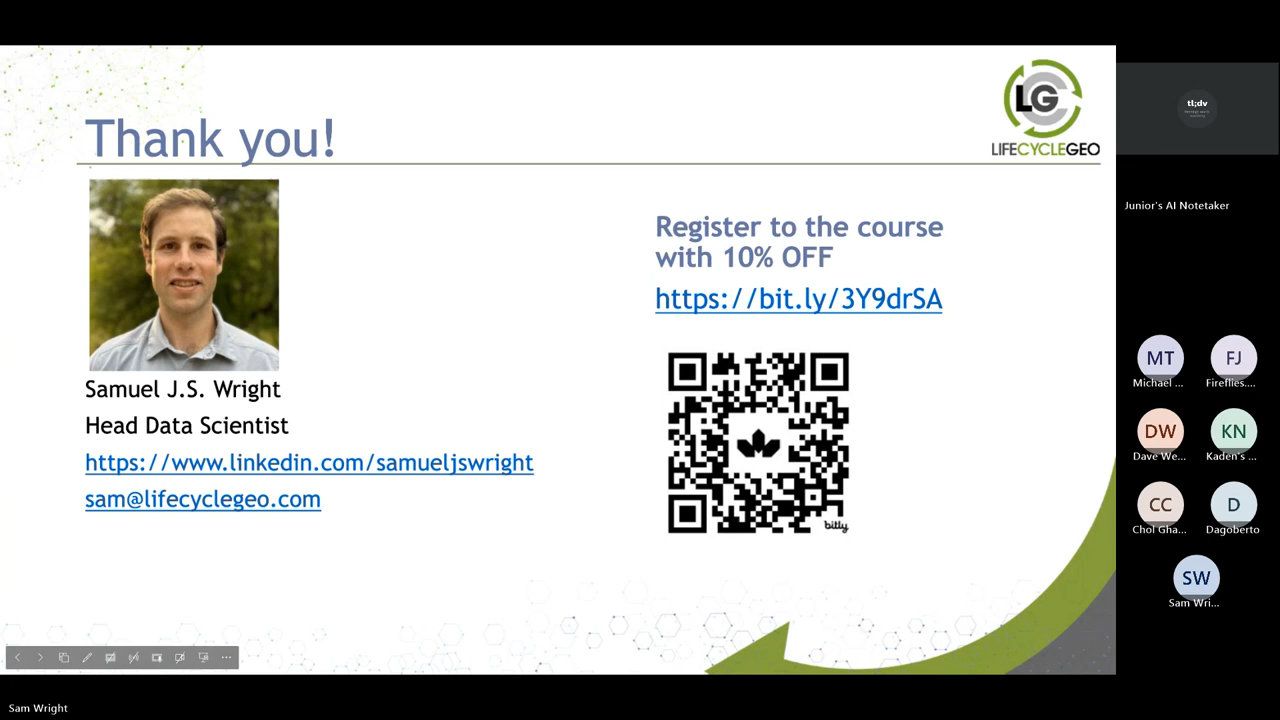 Thank you!
LGC
LIFECYCLEGEO
Samuel J.S. Wright
Head Data Scientist
https://www.linkedin.com/samueljswright
sam@lifecyclegeo.com
Register to the course
with 10% OFF
https://bit.ly/3Y9drSA
bitly
tl;dv
Junior's AI Notetaker
MT
Michael ...
FJ
Fireflies....
DW
Dave We...
KN
Kaden's ...
CC
Chol Gha...
D
Dagoberto
SW
Sam Wri...
Sam Wright